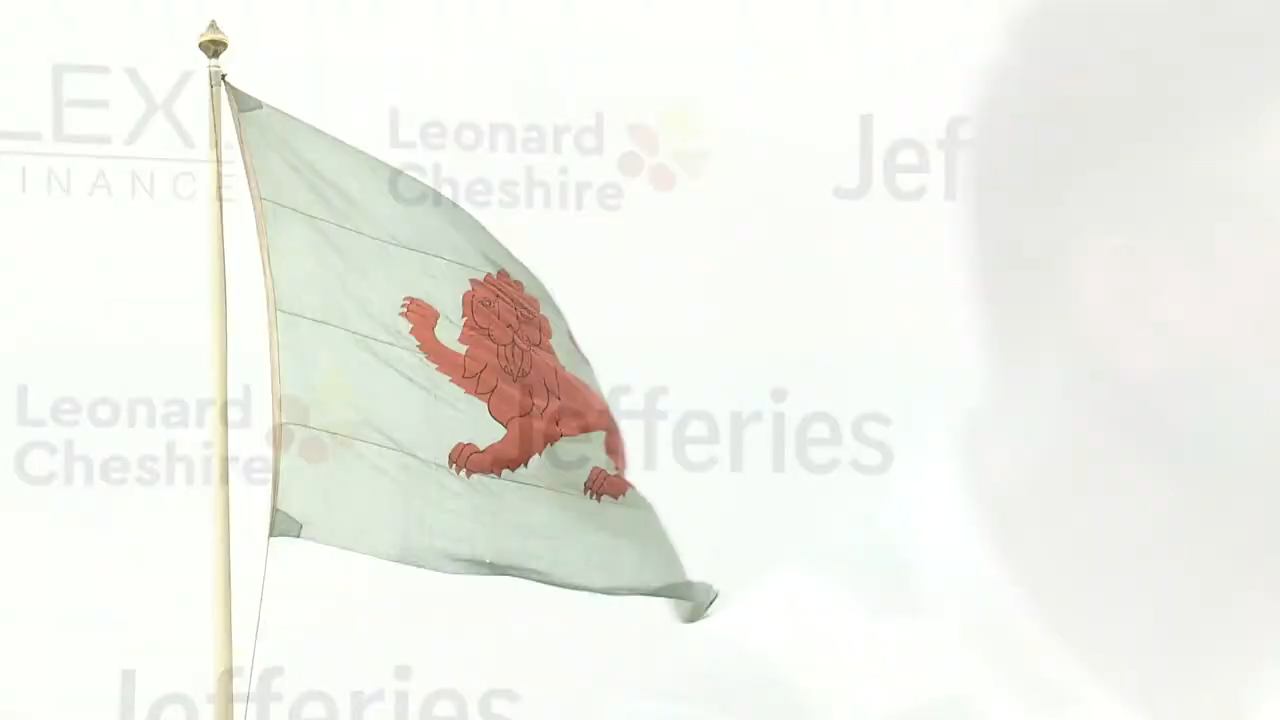 LEX
INANCE
Leonard
Cheshire
Jef
Leonard
Cheshire
Jefferies
Jefferies